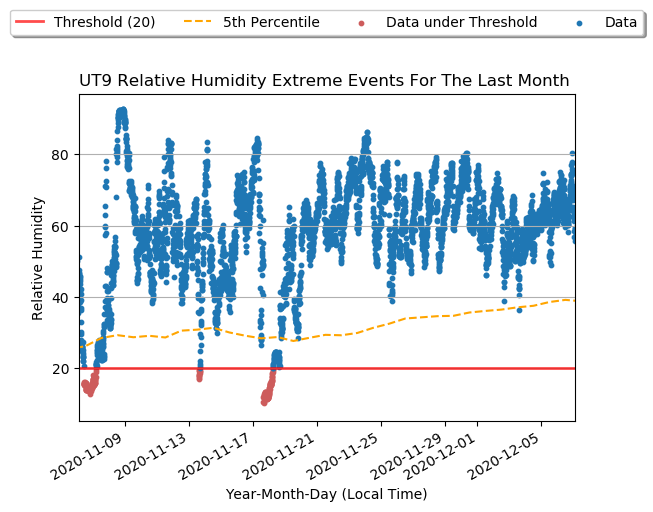 Threshold (20) 5th Percentile Data under Threshold Data
UT9 Relative Humidity Extreme Events For The Last Month
80
60
40
20
Relative Humidity
2020-11-09 2020-11-13 2020-11-17 2020-11-21 2020-11-25 2020-11-29 2020-12-01 2020-12-05
Year-Month-Day (Local Time)